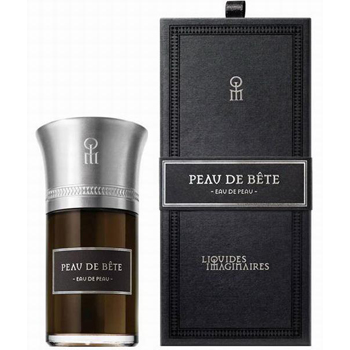 PEAU DE BÊTE
- EAU DE PEAU -
PEAU DE BÊTE
- EAU DE PEAU -
LIQUIDES
IMAGINAIRES